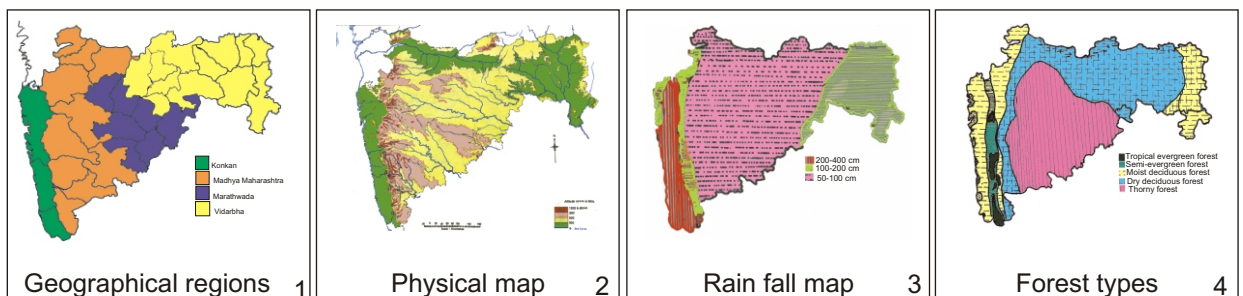 Konkan
Madhya Maharashtra
Marathwada
Vidarbha
Geographical regions 1
Physical map 2
200-400 cm
100-200 cm
50-100 cm
Rain fall map 3
Tropical evergreen forest
Semi-evergreen forest
Moist deciduous forest
Dry deciduous forest
Thorny forest
Forest types 4